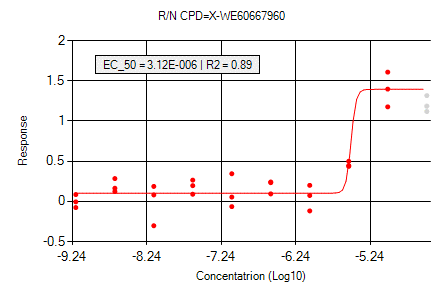 R/N CPD=X-WE60667960
EC_50 = 3.12E-006 | R2 = 0.89
2
1.5
1
0.5
0
-0.5
Response
-9.24 -8.24 -7.24 -6.24 -5.24
Concentatrion (Log10)